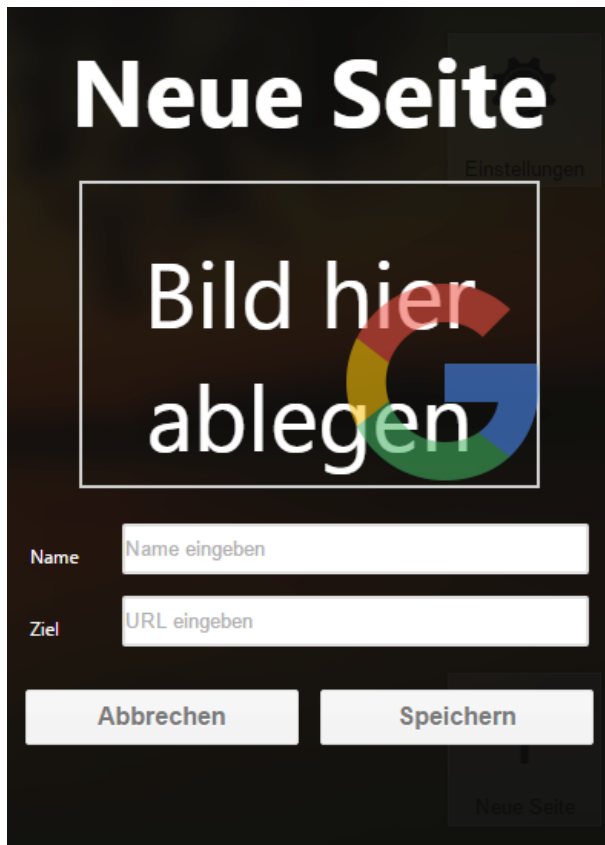 Neue Seite
Einstellungen
Bild hier
ablegen
Name
Name eingeben
Ziel
URL eingeben
Abbrechen
Speichern
Neue Seite